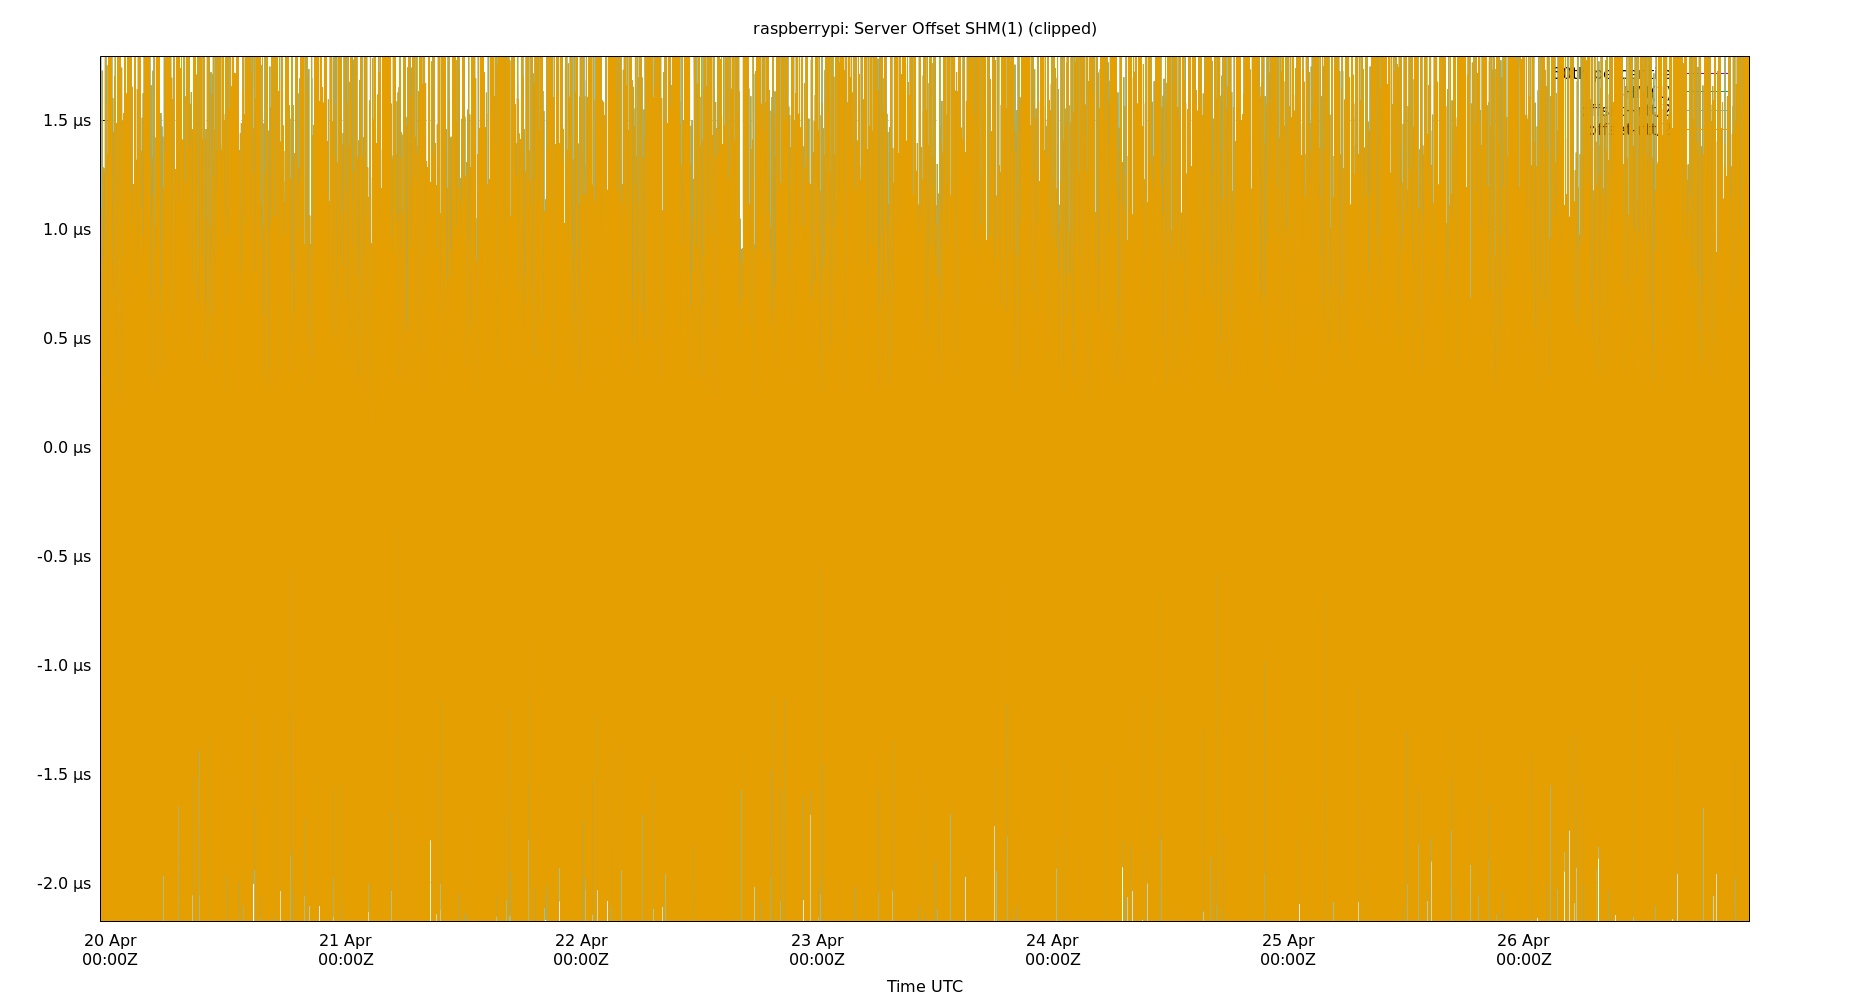 raspberrypi: Server Offset SHM(1) (clipped)
1.5 µs
1.0 µs
0.5 µs
0.0 µs
-0.5 µs
-1.0 µs
-1.5 µs
-2.0 µs
20 Apr 21 Apr 22 Apr 23 Apr 24 Apr 25 Apr 26 Apr
00:00Z 00:00Z 00:00Z 00:00Z 00:00Z 00:00Z 00:00Z
Time UTC